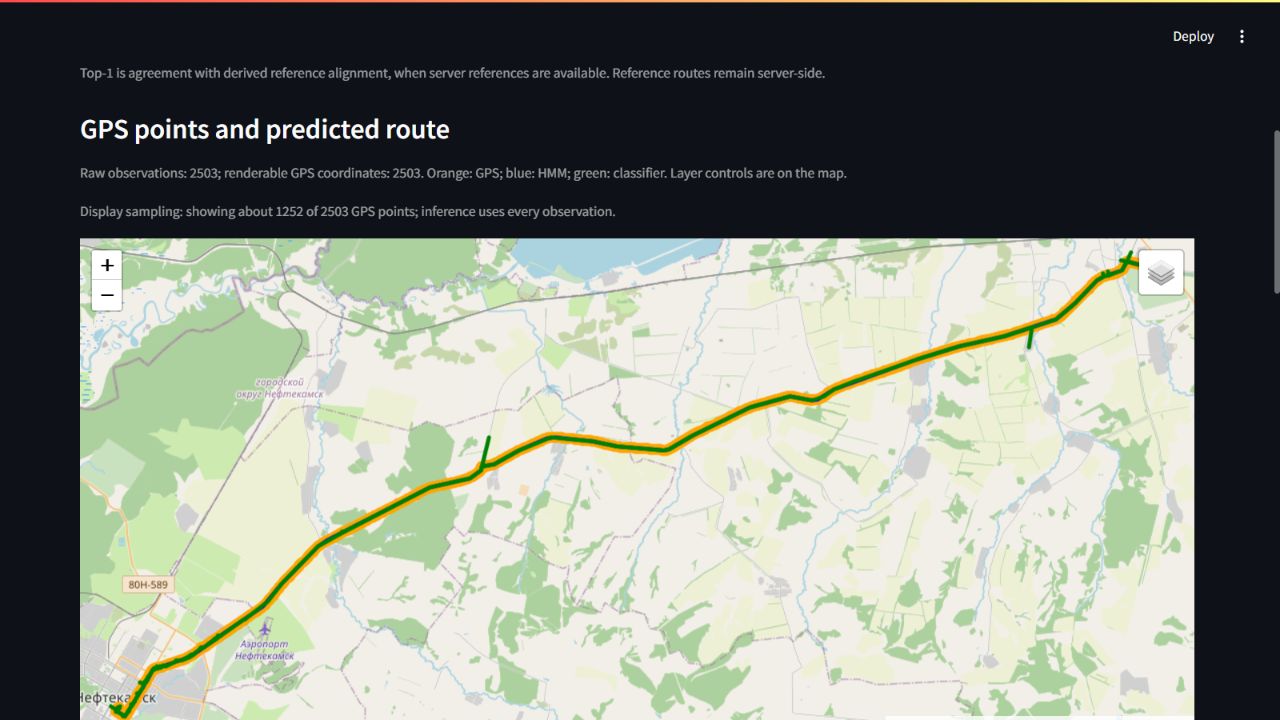 Deploy
Top-1 is agreement with derived reference alignment, when server references are available. Reference routes remain server-side.
GPS points and predicted route
Raw observations: 2503; renderable GPS coordinates: 2503. Orange: GPS; blue: HMM; green: classifier. Layer controls are on the map.
Display sampling: showing about 1252 of 2503 GPS points; inference uses every observation.
+
−
городской
округ Нефтекамск
80Н-589
Аэропорт
Нефтекамск